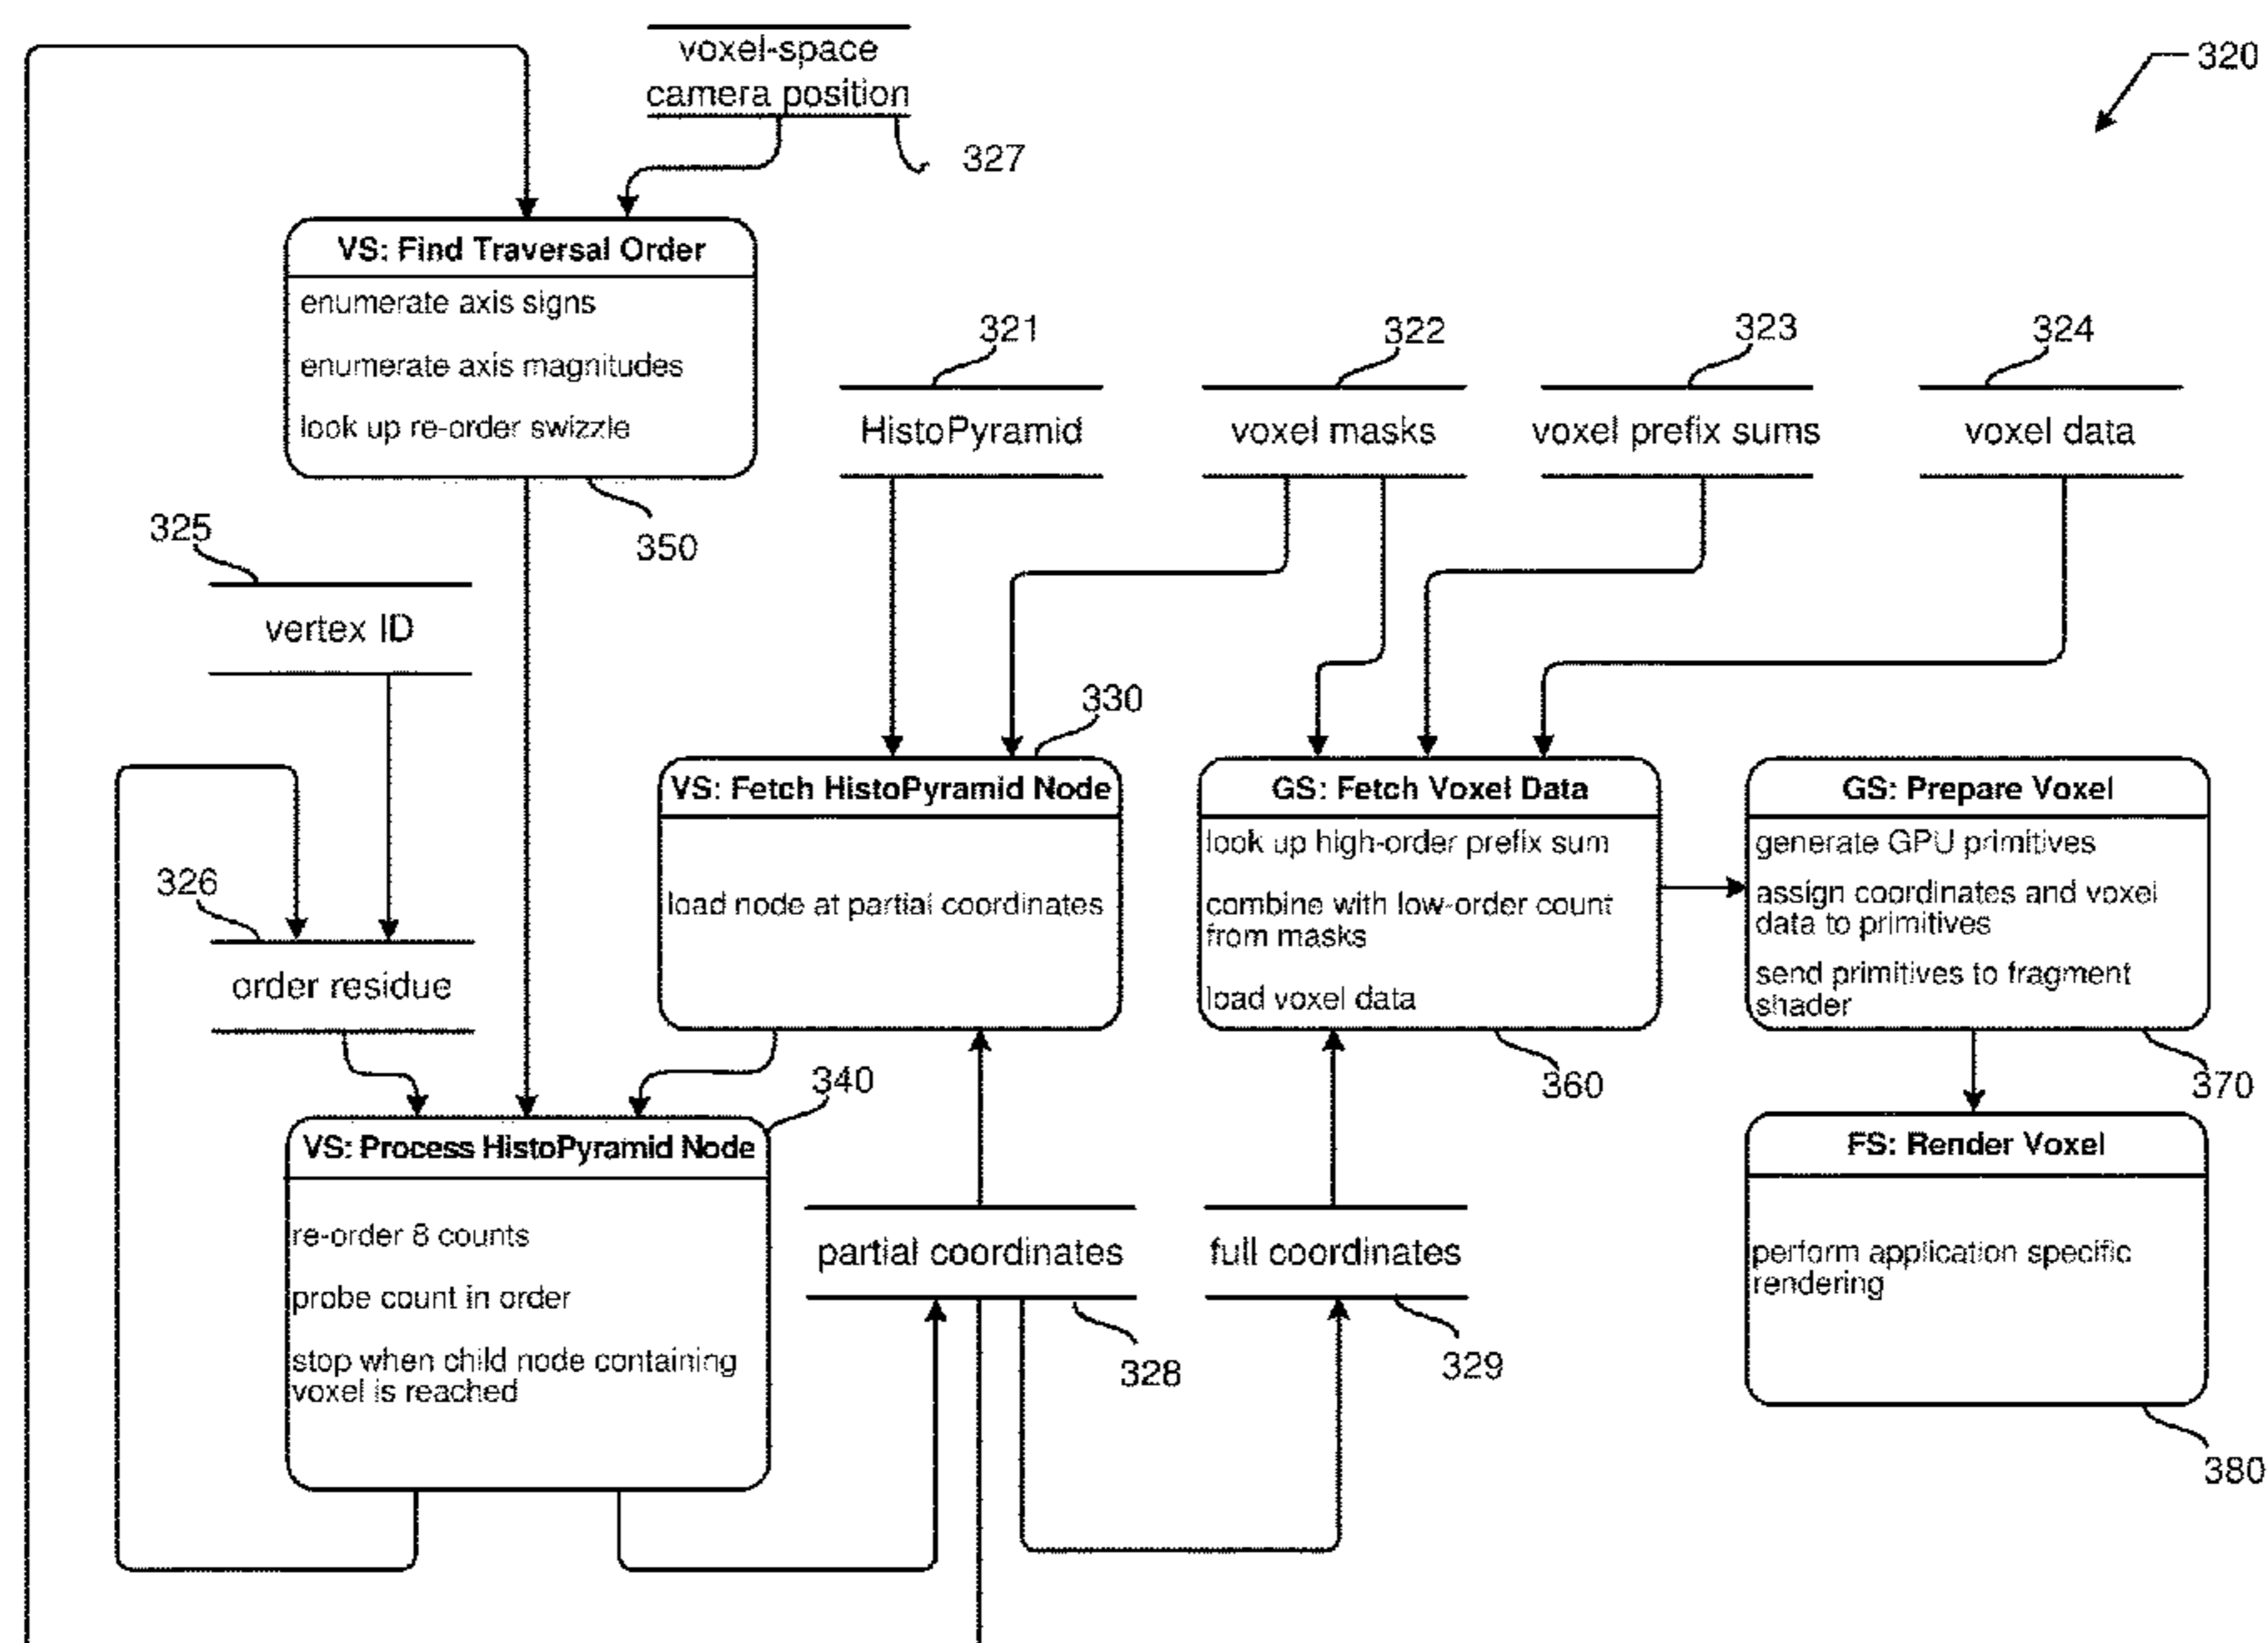 voxel-space
camera position
320
327
VS: Find Traversal Order
enumerate axis signs
enumerate axis magnitudes
look up re-order swizzle
350
321
322
323
324
HistoPyramid
voxel masks
voxel prefix sums
voxel data
325
vertex ID
326
order residue
330
VS: Fetch HistoPyramid Node
load node at partial coordinates
GS: Fetch Voxel Data
look up high-order prefix sum
combine with low-order count
from masks
load voxel data
360
GS: Prepare Voxel
generate GPU primitives
assign coordinates and voxel
data to primitives
send primitives to fragment
shader
370
340
VS: Process HistoPyramid Node
re-order 8 counts
probe count in order
stop when child node containing
voxel is reached
partial coordinates
328
full coordinates
329
FS: Render Voxel
perform application specific
rendering
380